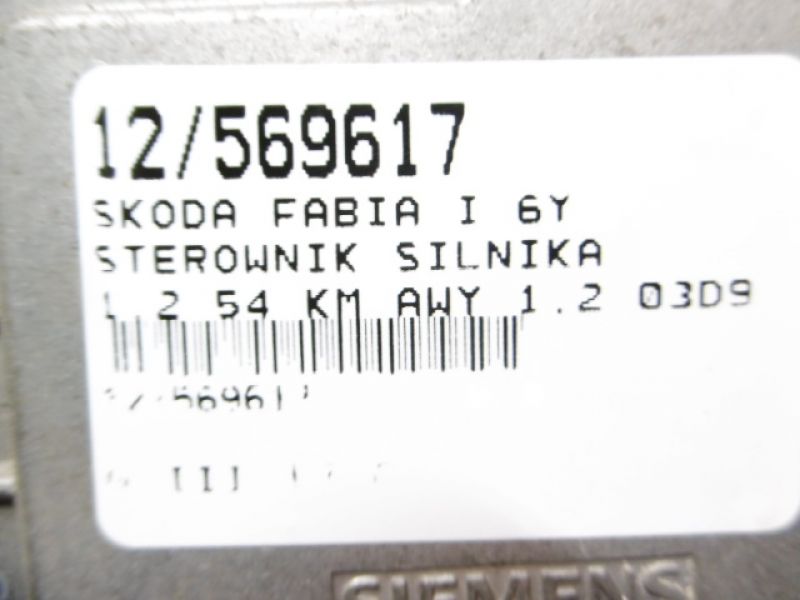 12/569617
SKODA FABIA I 6Y
STEROWNIK SILNIKA
1.2 54 KM AWY 1.2 03D9
SIEMENS